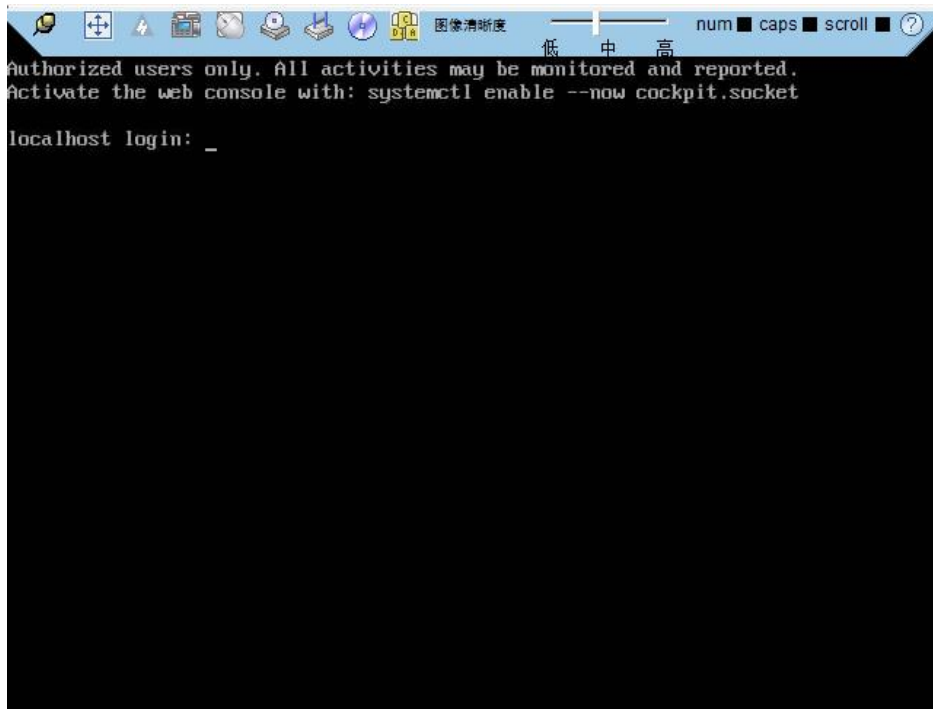 图像清晰度 num caps scroll ?
低 中 高
Authorized users only. All activities may be monitored and reported.
Activate the web console with: systemctl enable --now cockpit.socket
localhost login: _